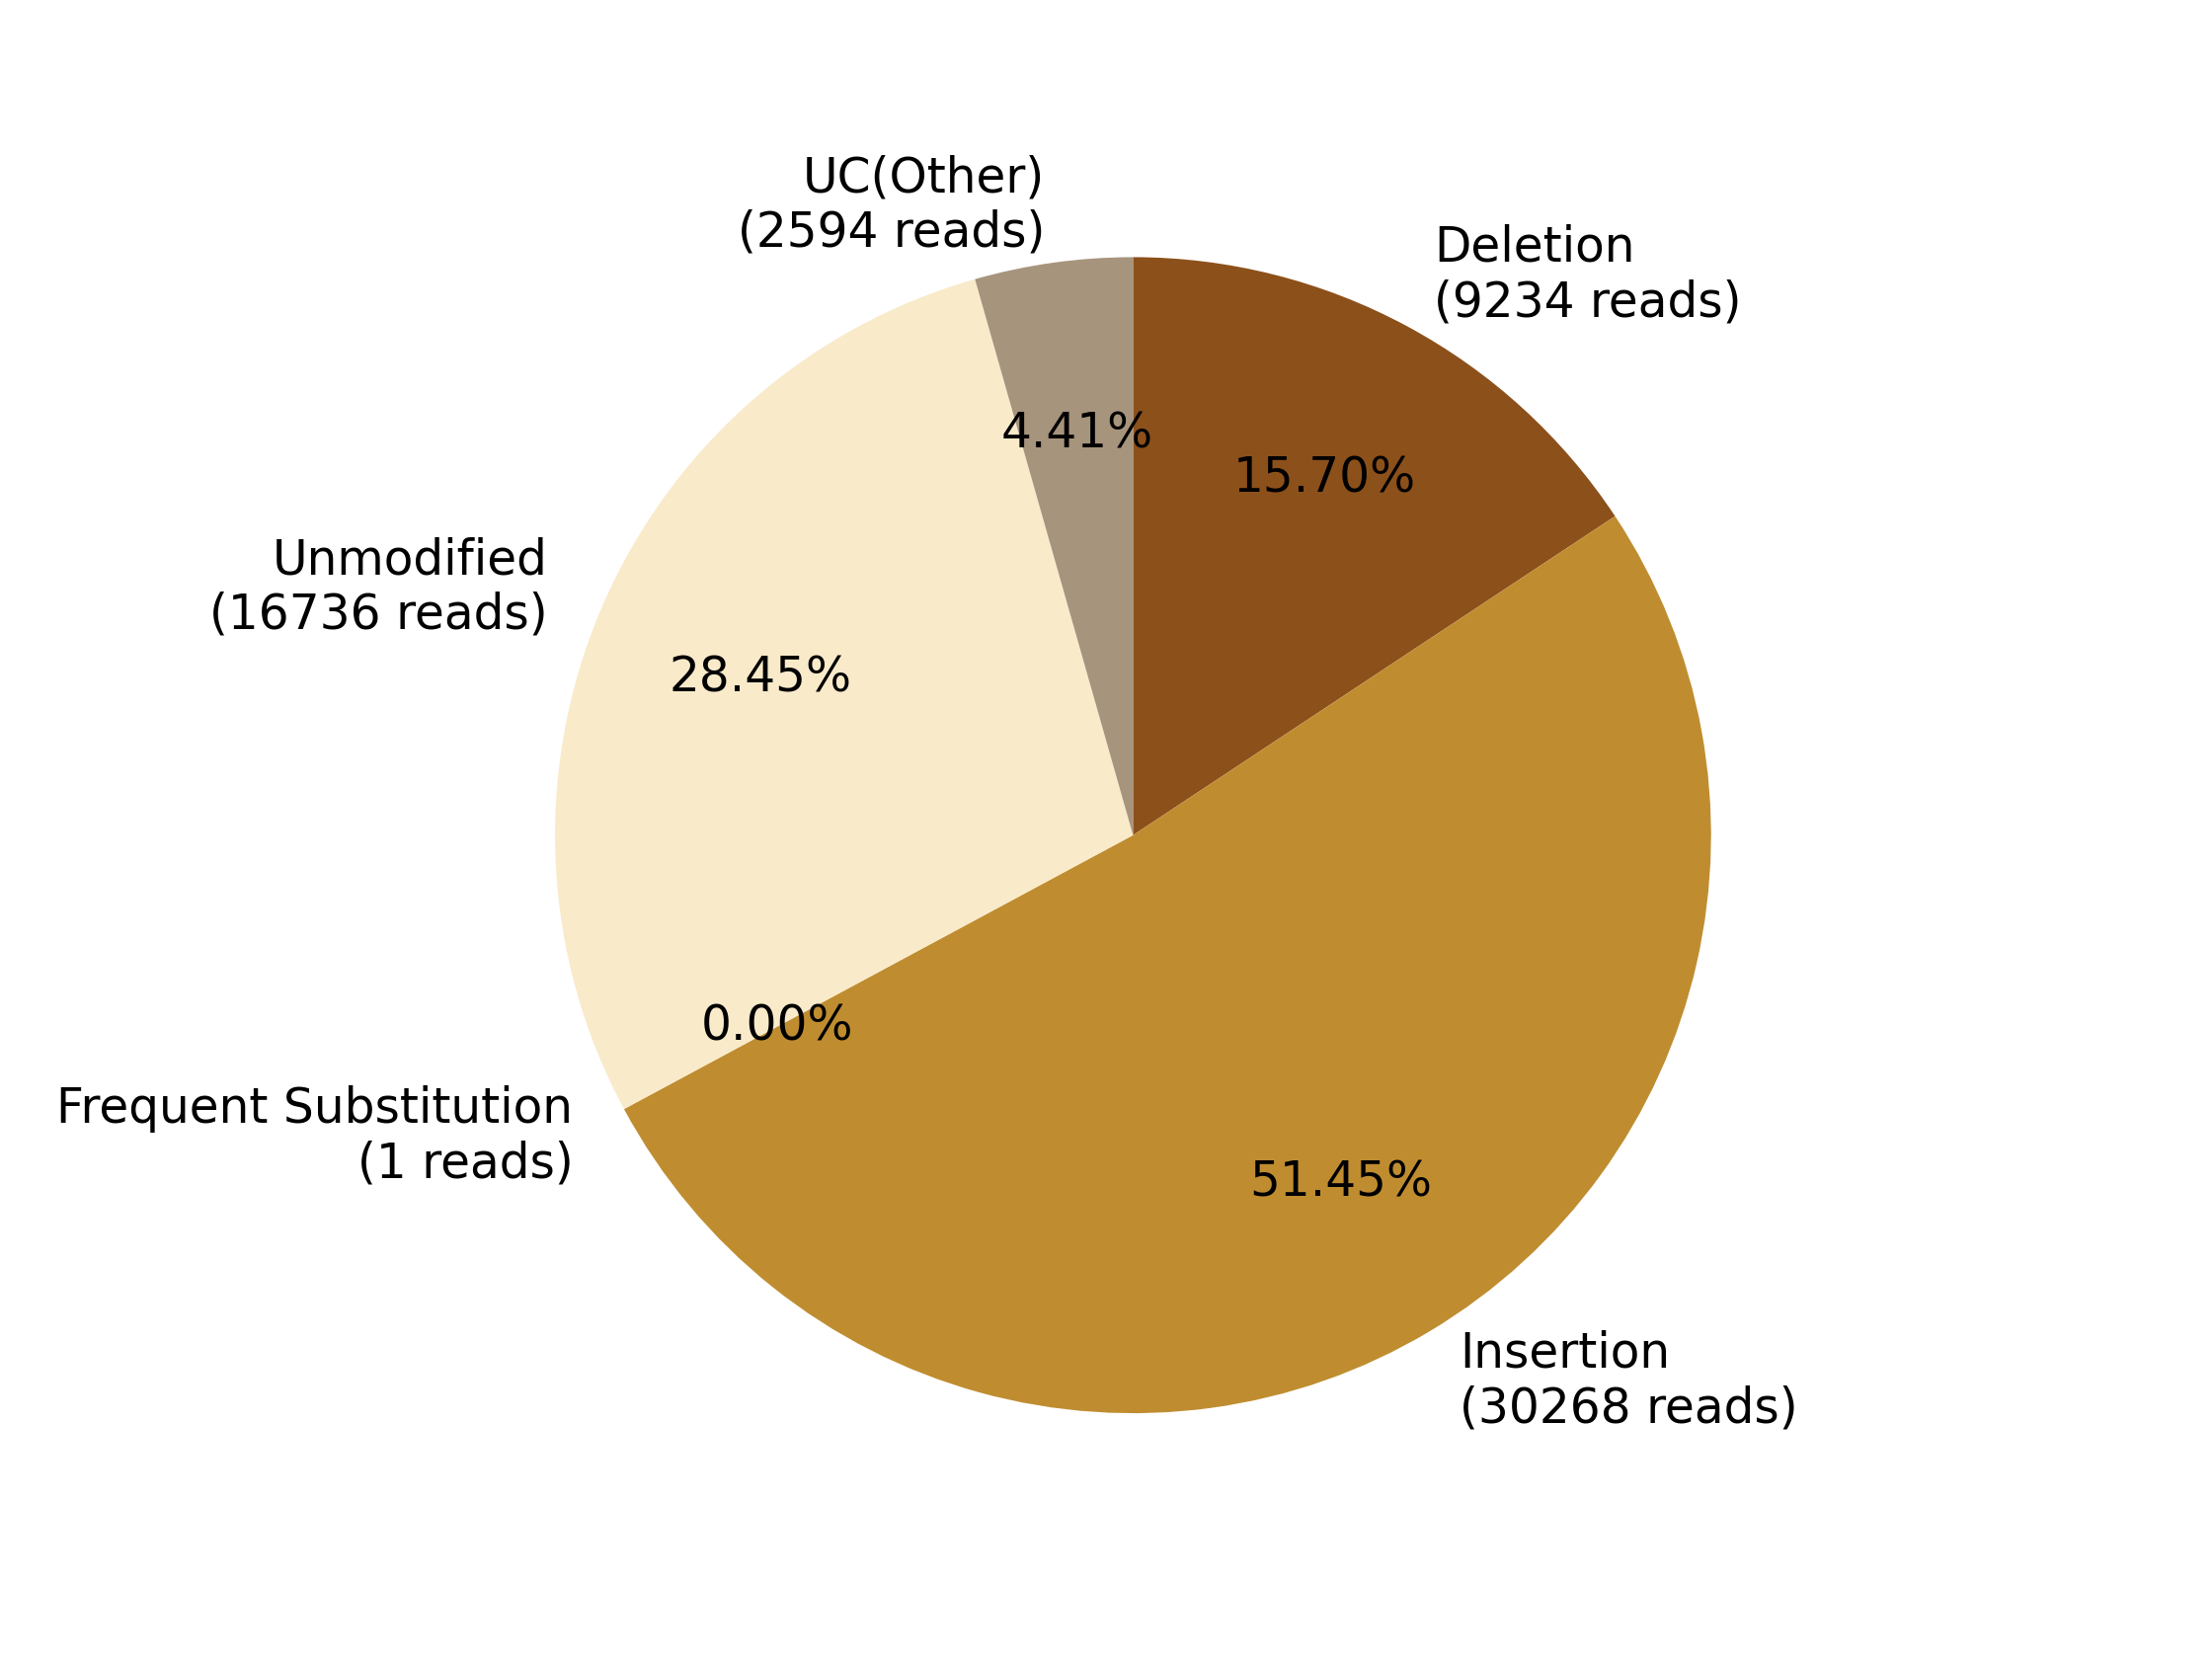 UC(Other)
(2594 reads)
Deletion
(9234 reads)
4.41%
15.70%
Unmodified
(16736 reads)
28.45%
0.00%
Frequent Substitution
(1 reads)
51.45%
Insertion
(30268 reads)